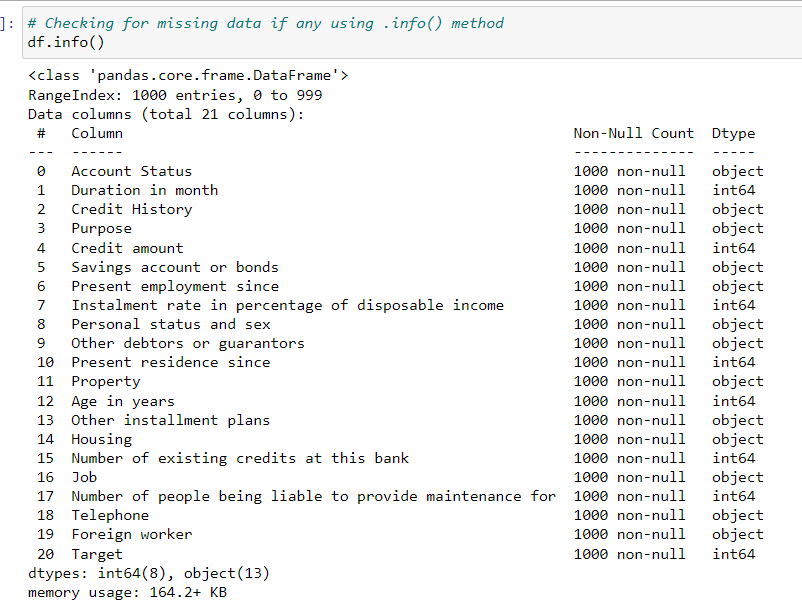 ]: # Checking for missing data if any using .info() method
df.info()
<class 'pandas.core.frame.DataFrame'>
RangeIndex: 1000 entries, 0 to 999
Data columns (total 21 columns):
 #   Column                                                    Non-Null Count  Dtype
---  ------                                                    --------------  -----
 0   Account Status                                            1000 non-null   object
 1   Duration in month                                         1000 non-null   int64
 2   Credit History                                            1000 non-null   object
 3   Purpose                                                   1000 non-null   object
 4   Credit amount                                             1000 non-null   int64
 5   Savings account or bonds                                  1000 non-null   object
 6   Present employment since                                  1000 non-null   object
 7   Instalment rate in percentage of disposable income        1000 non-null   int64
 8   Personal status and sex                                   1000 non-null   object
 9   Other debtors or guarantors                               1000 non-null   object
 10  Present residence since                                   1000 non-null   int64
 11  Property                                                  1000 non-null   object
 12  Age in years                                              1000 non-null   int64
 13  Other installment plans                                   1000 non-null   object
 14  Housing                                                   1000 non-null   object
 15  Number of existing credits at this bank                   1000 non-null   int64
 16  Job                                                       1000 non-null   object
 17  Number of people being liable to provide maintenance for  1000 non-null   int64
 18  Telephone                                                 1000 non-null   object
 19  Foreign worker                                            1000 non-null   object
 20  Target                                                    1000 non-null   int64
dtypes: int64(8), object(13)
memory usage: 164.2+ KB